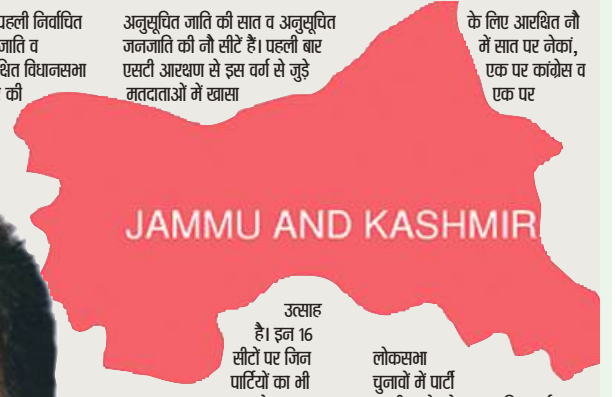 पहली निर्वाचित
जाति व
थित विधानसभा
की
अनुसूचित जाति की सात व अनुसूचित
जनजाति की नौ सीटें हैं। पहली बार
एसटी आरक्षण से इस वर्ग से जुड़े
मतदाताओं में खासा
उत्साह
है। इन 16
सीटों पर जिन
पार्टियों का भी
के लिए आरक्षित नौ
में सात पर नेकां,
एक पर कांग्रेस व
एक पर
JAMMU AND KASHMIR
लोकसभा
चुनावों में पार्टी